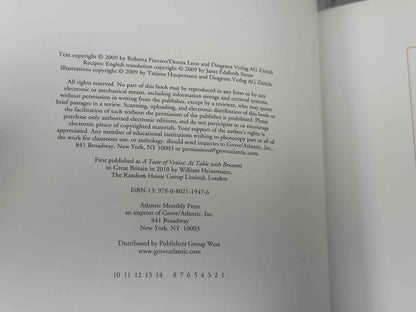 Text copyright © 2009 by Roberta Pianaro/Donna Leon and Diogenes Verlag AG Zürich
Recipes: English translation copyright © 2009 by Janet Edsforth Stone
Illustrations copyright © 2009 by Tatjana Hauptmann and Diogenes Verlag AG Zürich
All rights reserved. No part of this book may be reproduced in any form or by any
electronic or mechanical means, including information storage and retrieval systems,
without permission in writing from the publisher, except by a reviewer, who may quote
brief passages in a review. Scanning, uploading, and electronic distribution of this book or
the facilitation of such without the permission of the publisher is prohibited. Please
purchase only authorized electronic editions, and do not participate in or encourage
electronic piracy of copyrighted materials. Your support of the author's rights is
appreciated. Any member of educational institutions wishing to photocopy part or all of
the work for classroom use, or anthology, should send inquiries to Grove/Atlantic, Inc.
841 Broadway, New York, NY 10003 or permissions@groveatlantic.com.
First published as A Taste of Venice: At Table with Brunetti
in Great Britain in 2010 by William Heinemann,
The Random House Group Limited, London
ISBN-13: 978-0-8021-1947-6
Atlantic Monthly Press
an imprint of Grove/Atlantic, Inc.
841 Broadway
New York, NY 10003
Distributed by Publishers Group West
www.groveatlantic.com
10 11 12 13 14 8 7 6 5 4 3 2 1